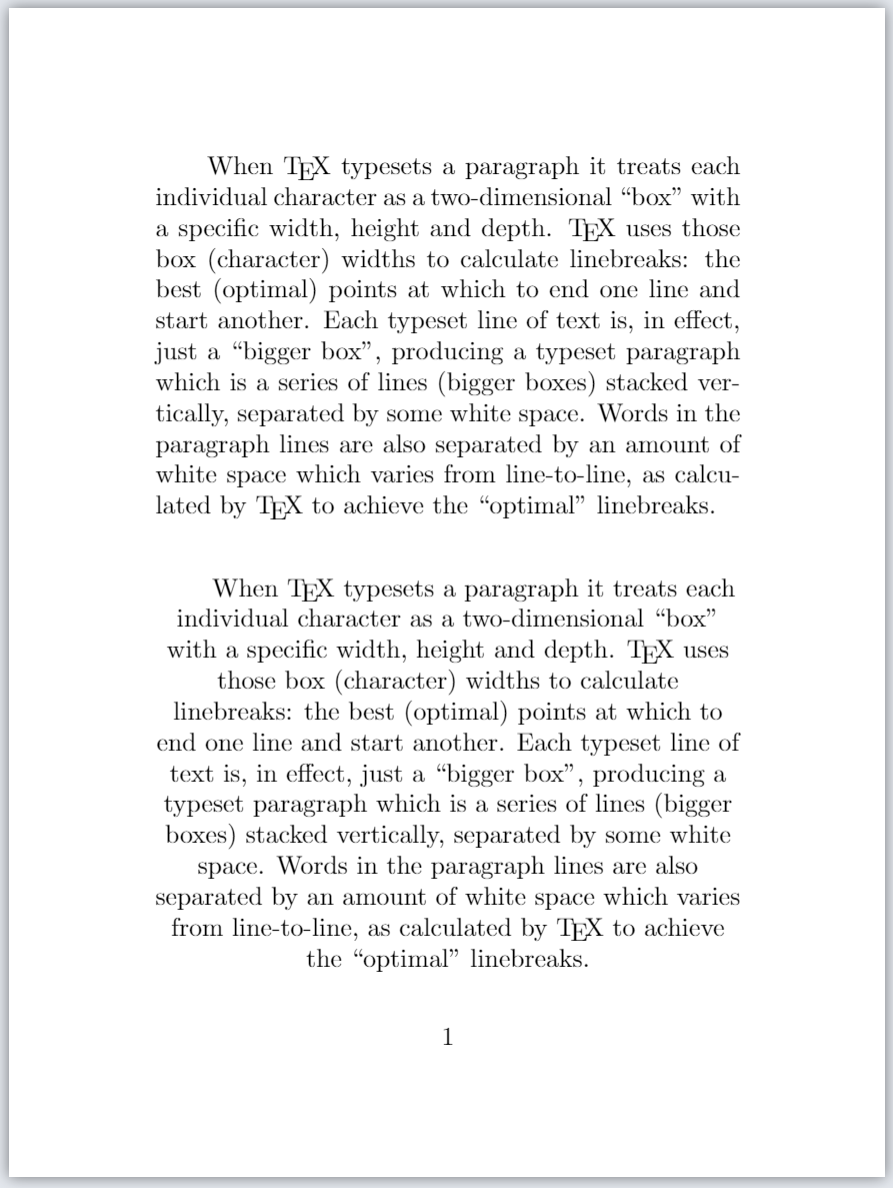 When TEX typesets a paragraph it treats each
individual character as a two-dimensional “box” with
a specific width, height and depth. TEX uses those
box (character) widths to calculate linebreaks: the
best (optimal) points at which to end one line and
start another. Each typeset line of text is, in effect,
just a “bigger box”, producing a typeset paragraph
which is a series of lines (bigger boxes) stacked ver-
tically, separated by some white space. Words in the
paragraph lines are also separated by an amount of
white space which varies from line-to-line, as calcu-
lated by TEX to achieve the “optimal” linebreaks.
When TEX typesets a paragraph it treats each
individual character as a two-dimensional “box”
with a specific width, height and depth. TEX uses
those box (character) widths to calculate
linebreaks: the best (optimal) points at which to
end one line and start another. Each typeset line of
text is, in effect, just a “bigger box”, producing a
typeset paragraph which is a series of lines (bigger
boxes) stacked vertically, separated by some white
space. Words in the paragraph lines are also
separated by an amount of white space which varies
from line-to-line, as calculated by TEX to achieve
the “optimal” linebreaks.
1